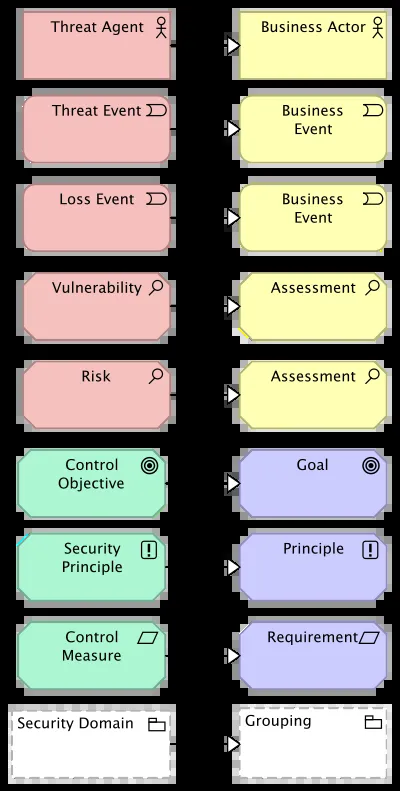 Threat Agent
Business Actor
Threat Event
Business
Event
Loss Event
Business
Event
Vulnerability
Assessment
Risk
Assessment
Control
Objective
Goal
Security
Principle
Principle
Control
Measure
Requirement
Security Domain
Grouping